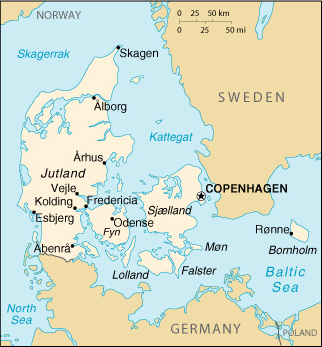 NORWAY
0 25 50 km
0 25 50 mi
Skagerrak
Skagen
SWEDEN
Ålborg
Kattegat
Århus
Jutland
Vejle
COPENHAGEN
Kolding
Fredericia
Sjælland
Esbjerg
Odense
Fyn
Rønne
Åbenrå
Møn
Bornholm
Lolland
Falster
Baltic
Sea
North
Sea
GERMANY
POLAND